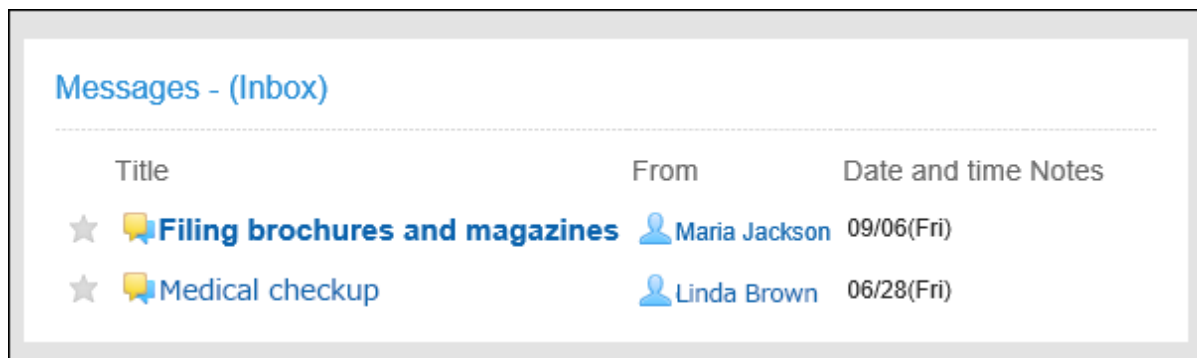 Messages - (Inbox)
Title From Date and time Notes
Filing brochures and magazines Maria Jackson 09/06(Fri)
Medical checkup Linda Brown 06/28(Fri)